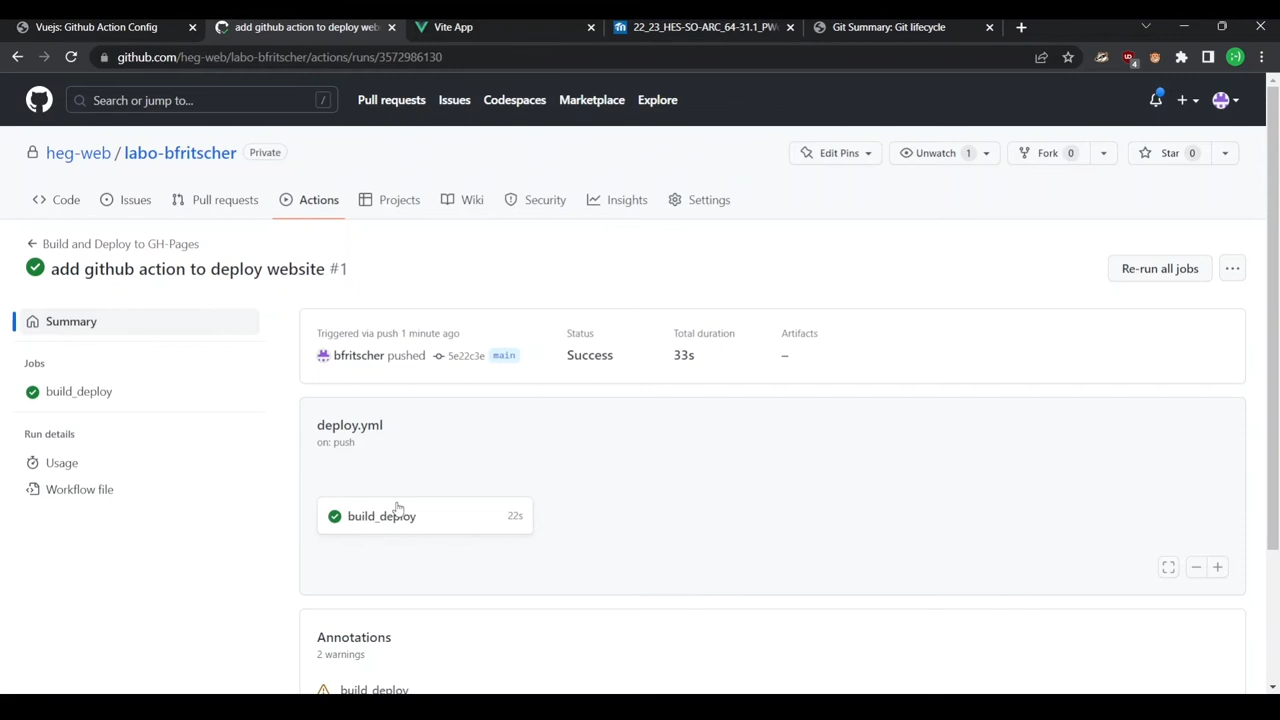 Vuejs: Github Action Config
add github action to deploy web
Vite App
22_23_HES-SO-ARC_64-31.1_PW
Git Summary: Git lifecycle
github.com/heg-web/labo-bfritscher/actions/runs/3572986130
4
:-)
Search or jump to...
/
Pull requests
Issues
Codespaces
Marketplace
Explore
heg-web / labo-bfritscher
Private
Edit Pins
Unwatch 1
Fork 0
Star 0
Code
Issues
Pull requests
Actions
Projects
Wiki
Security
Insights
Settings
Build and Deploy to GH-Pages
add github action to deploy website #1
Re-run all jobs
Summary
Jobs
build_deploy
Run details
Usage
Workflow file
Triggered via push 1 minute ago
bfritscher pushed 5e22c3e main
Status
Success
Total duration
33s
Artifacts
–
deploy.yml
on: push
build_deploy 22s
Annotations
2 warnings
build_deploy